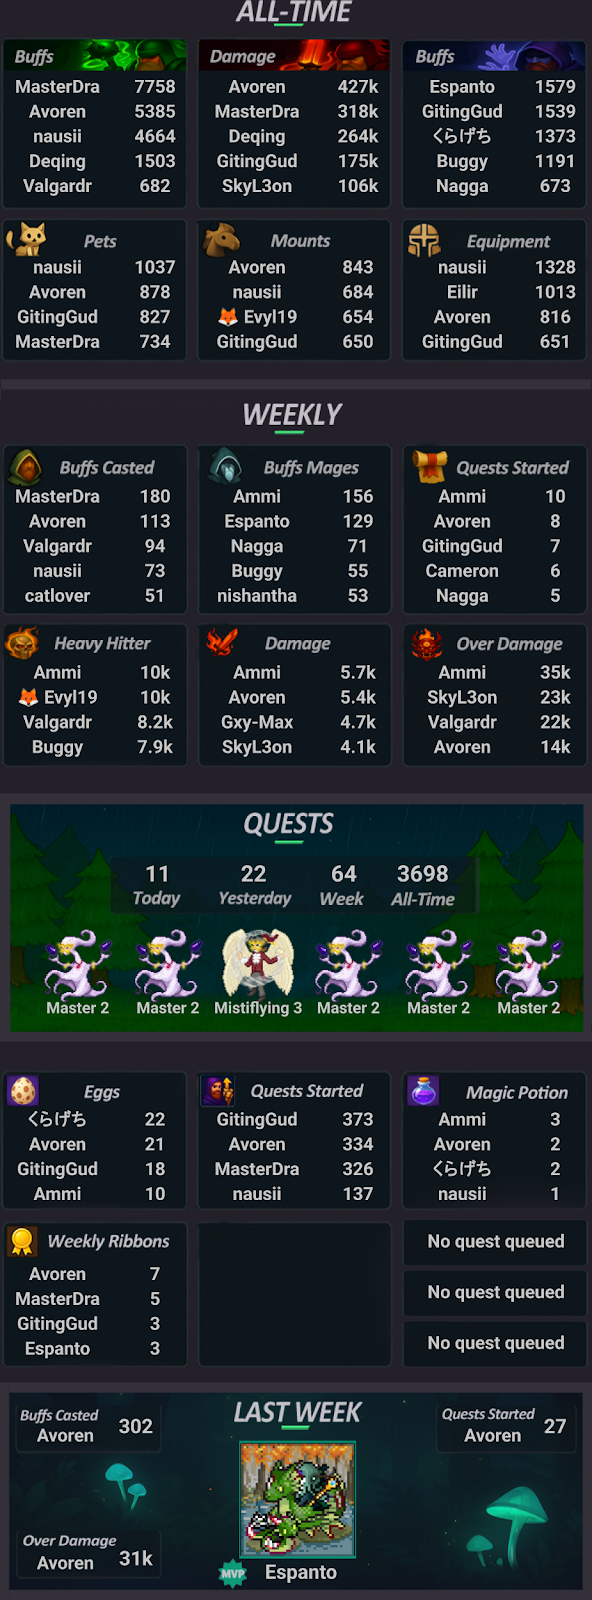 ALL-TIME
Buffs
MasterDra 7758
Avoren 5385
nausii 4664
Deqing 1503
Valgardr 682
Damage
Avoren 427k
MasterDra 318k
Deqing 264k
GitingGud 175k
SkyL3on 106k
Buffs
Espanto 1579
GitingGud 1539
くらげち 1373
Buggy 1191
Nagga 673
Pets
nausii 1037
Avoren 878
GitingGud 827
MasterDra 734
Mounts
Avoren 843
nausii 684
🦊 Evyl19 654
GitingGud 650
Equipment
nausii 1328
Eilir 1013
Avoren 816
GitingGud 651
WEEKLY
Buffs Casted
MasterDra 180
Avoren 113
Valgardr 94
nausii 73
catlover 51
Buffs Mages
Ammi 156
Espanto 129
Nagga 71
Buggy 55
nishantha 53
Quests Started
Ammi 10
Avoren 8
GitingGud 7
Cameron 6
Nagga 5
Heavy Hitter
Ammi 10k
🦊 Evyl19 10k
Valgardr 8.2k
Buggy 7.9k
Damage
Ammi 5.7k
Avoren 5.4k
Gxy-Max 4.7k
SkyL3on 4.1k
Over Damage
Ammi 35k
SkyL3on 23k
Valgardr 22k
Avoren 14k
QUESTS
11 22 64 3698
Today Yesterday Week All-Time
Master 2 Master 2 Mistiflying 3 Master 2 Master 2 Master 2
Eggs
くらげち 22
Avoren 21
GitingGud 18
Ammi 10
Quests Started
GitingGud 373
Avoren 334
MasterDra 326
nausii 137
Magic Potion
Ammi 3
Avoren 2
くらげち 2
nausii 1
Weekly Ribbons
Avoren 7
MasterDra 5
GitingGud 3
Espanto 3
No quest queued
No quest queued
No quest queued
LAST WEEK
Buffs Casted
Avoren 302
Quests Started
Avoren 27
Over Damage
Avoren 31k
MVP Espanto